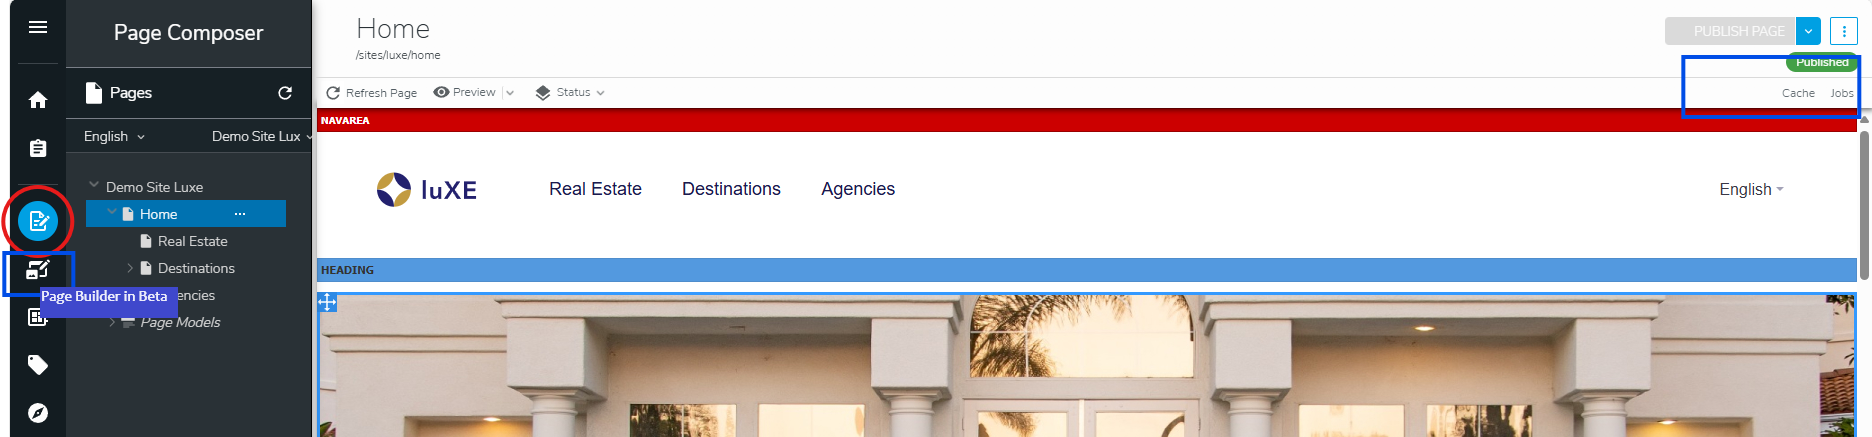 Page Composer
Pages
English
Demo Site Lux
Demo Site Luxe
Home
Real Estate
Destinations
encies
Page Models
Page Builder in Beta
Home
/sites/luxe/home
PUBLISH PAGE
Published
Refresh Page
Preview
Status
Cache
Jobs
NAVAREA
luXE
Real Estate
Destinations
Agencies
English
HEADING